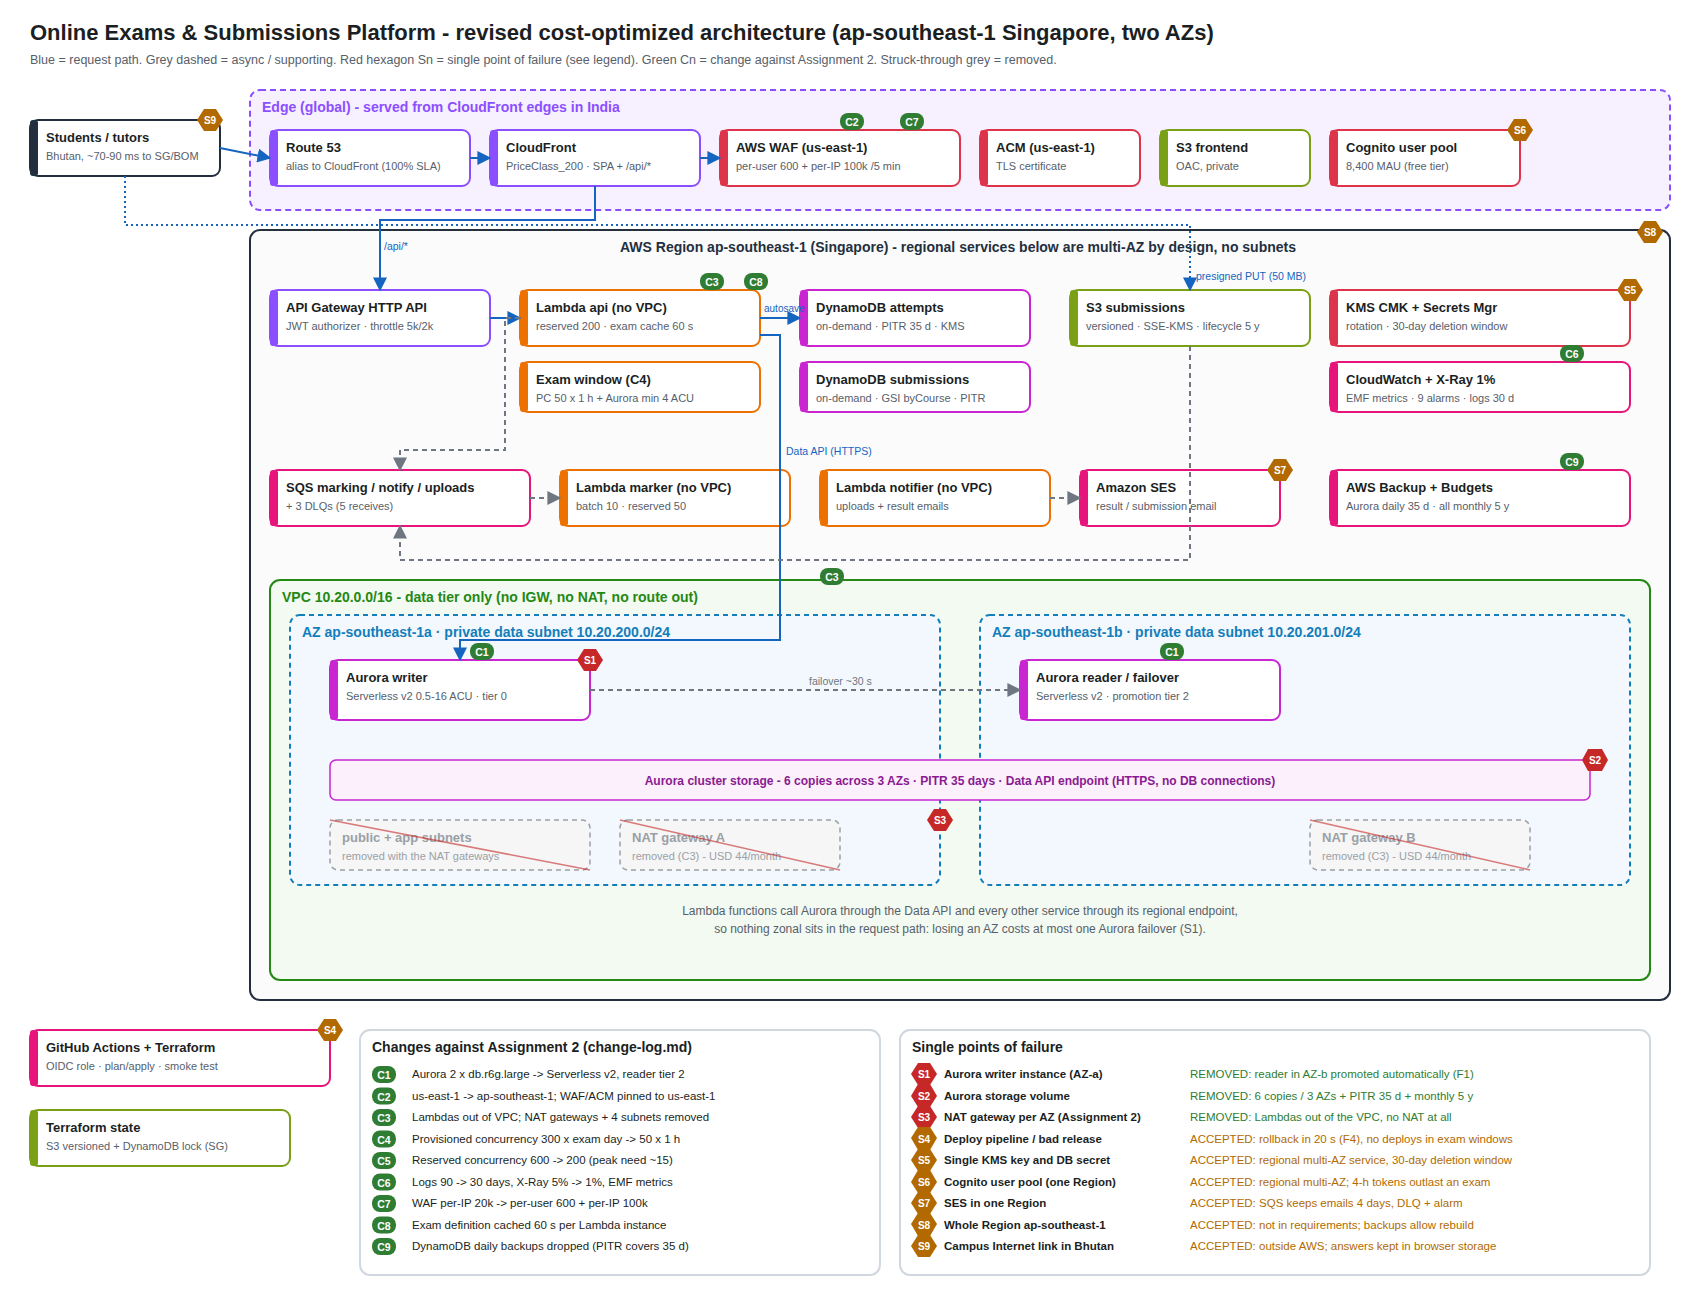 Online Exams & Submissions Platform - revised cost-optimized architecture (ap-southeast-1 Singapore, two AZs)
Blue = request path. Grey dashed = async / supporting. Red hexagon Sn = single point of failure (see legend). Green Cn = change against Assignment 2. Struck-through grey = removed.
Edge (global) - served from CloudFront edges in India
S9
Students / tutors
Bhutan, ~70-90 ms to SG/BOM
Route 53
alias to CloudFront (100% SLA)
CloudFront
PriceClass_200 · SPA + /api/*
C2
C7
AWS WAF (us-east-1)
per-user 600 + per-IP 100k /5 min
ACM (us-east-1)
TLS certificate
S3 frontend
OAC, private
S6
Cognito user pool
8,400 MAU (free tier)
S8
/api/*
AWS Region ap-southeast-1 (Singapore) - regional services below are multi-AZ by design, no subnets
presigned PUT (50 MB)
API Gateway HTTP API
JWT authorizer · throttle 5k/2k
C3
C8
Lambda api (no VPC)
reserved 200 · exam cache 60 s
autosave
DynamoDB attempts
on-demand · PITR 35 d · KMS
S3 submissions
versioned · SSE-KMS · lifecycle 5 y
S5
KMS CMK + Secrets Mgr
rotation · 30-day deletion window
Exam window (C4)
PC 50 x 1 h + Aurora min 4 ACU
DynamoDB submissions
on-demand · GSI byCourse · PITR
C6
CloudWatch + X-Ray 1%
EMF metrics · 9 alarms · logs 30 d
Data API (HTTPS)
SQS marking / notify / uploads
+ 3 DLQs (5 receives)
Lambda marker (no VPC)
batch 10 · reserved 50
Lambda notifier (no VPC)
uploads + result emails
S7
Amazon SES
result / submission email
C9
AWS Backup + Budgets
Aurora daily 35 d · all monthly 5 y
C3
VPC 10.20.0.0/16 - data tier only (no IGW, no NAT, no route out)
AZ ap-southeast-1a · private data subnet 10.20.200.0/24
AZ ap-southeast-1b · private data subnet 10.20.201.0/24
C1
S1
Aurora writer
Serverless v2 0.5-16 ACU · tier 0
failover ~30 s
C1
Aurora reader / failover
Serverless v2 · promotion tier 2
S2
Aurora cluster storage - 6 copies across 3 AZs · PITR 35 days · Data API endpoint (HTTPS, no DB connections)
S3
public + app subnets
removed with the NAT gateways
NAT gateway A
removed (C3) - USD 44/month
NAT gateway B
removed (C3) - USD 44/month
Lambda functions call Aurora through the Data API and every other service through its regional endpoint,
so nothing zonal sits in the request path: losing an AZ costs at most one Aurora failover (S1).
S4
GitHub Actions + Terraform
OIDC role · plan/apply · smoke test
Terraform state
S3 versioned + DynamoDB lock (SG)
Changes against Assignment 2 (change-log.md)
C1 Aurora 2 x db.r6g.large -> Serverless v2, reader tier 2
C2 us-east-1 -> ap-southeast-1; WAF/ACM pinned to us-east-1
C3 Lambdas out of VPC; NAT gateways + 4 subnets removed
C4 Provisioned concurrency 300 x exam day -> 50 x 1 h
C5 Reserved concurrency 600 -> 200 (peak need ~15)
C6 Logs 90 -> 30 days, X-Ray 5% -> 1%, EMF metrics
C7 WAF per-IP 20k -> per-user 600 + per-IP 100k
C8 Exam definition cached 60 s per Lambda instance
C9 DynamoDB daily backups dropped (PITR covers 35 d)
Single points of failure
S1 Aurora writer instance (AZ-a) REMOVED: reader in AZ-b promoted automatically (F1)
S2 Aurora storage volume REMOVED: 6 copies / 3 AZs + PITR 35 d + monthly 5 y
S3 NAT gateway per AZ (Assignment 2) REMOVED: Lambdas out of the VPC, no NAT at all
S4 Deploy pipeline / bad release ACCEPTED: rollback in 20 s (F4), no deploys in exam windows
S5 Single KMS key and DB secret ACCEPTED: regional multi-AZ service, 30-day deletion window
S6 Cognito user pool (one Region) ACCEPTED: regional multi-AZ; 4-h tokens outlast an exam
S7 SES in one Region ACCEPTED: SQS keeps emails 4 days, DLQ + alarm
S8 Whole Region ap-southeast-1 ACCEPTED: not in requirements; backups allow rebuild
S9 Campus Internet link in Bhutan ACCEPTED: outside AWS; answers kept in browser storage